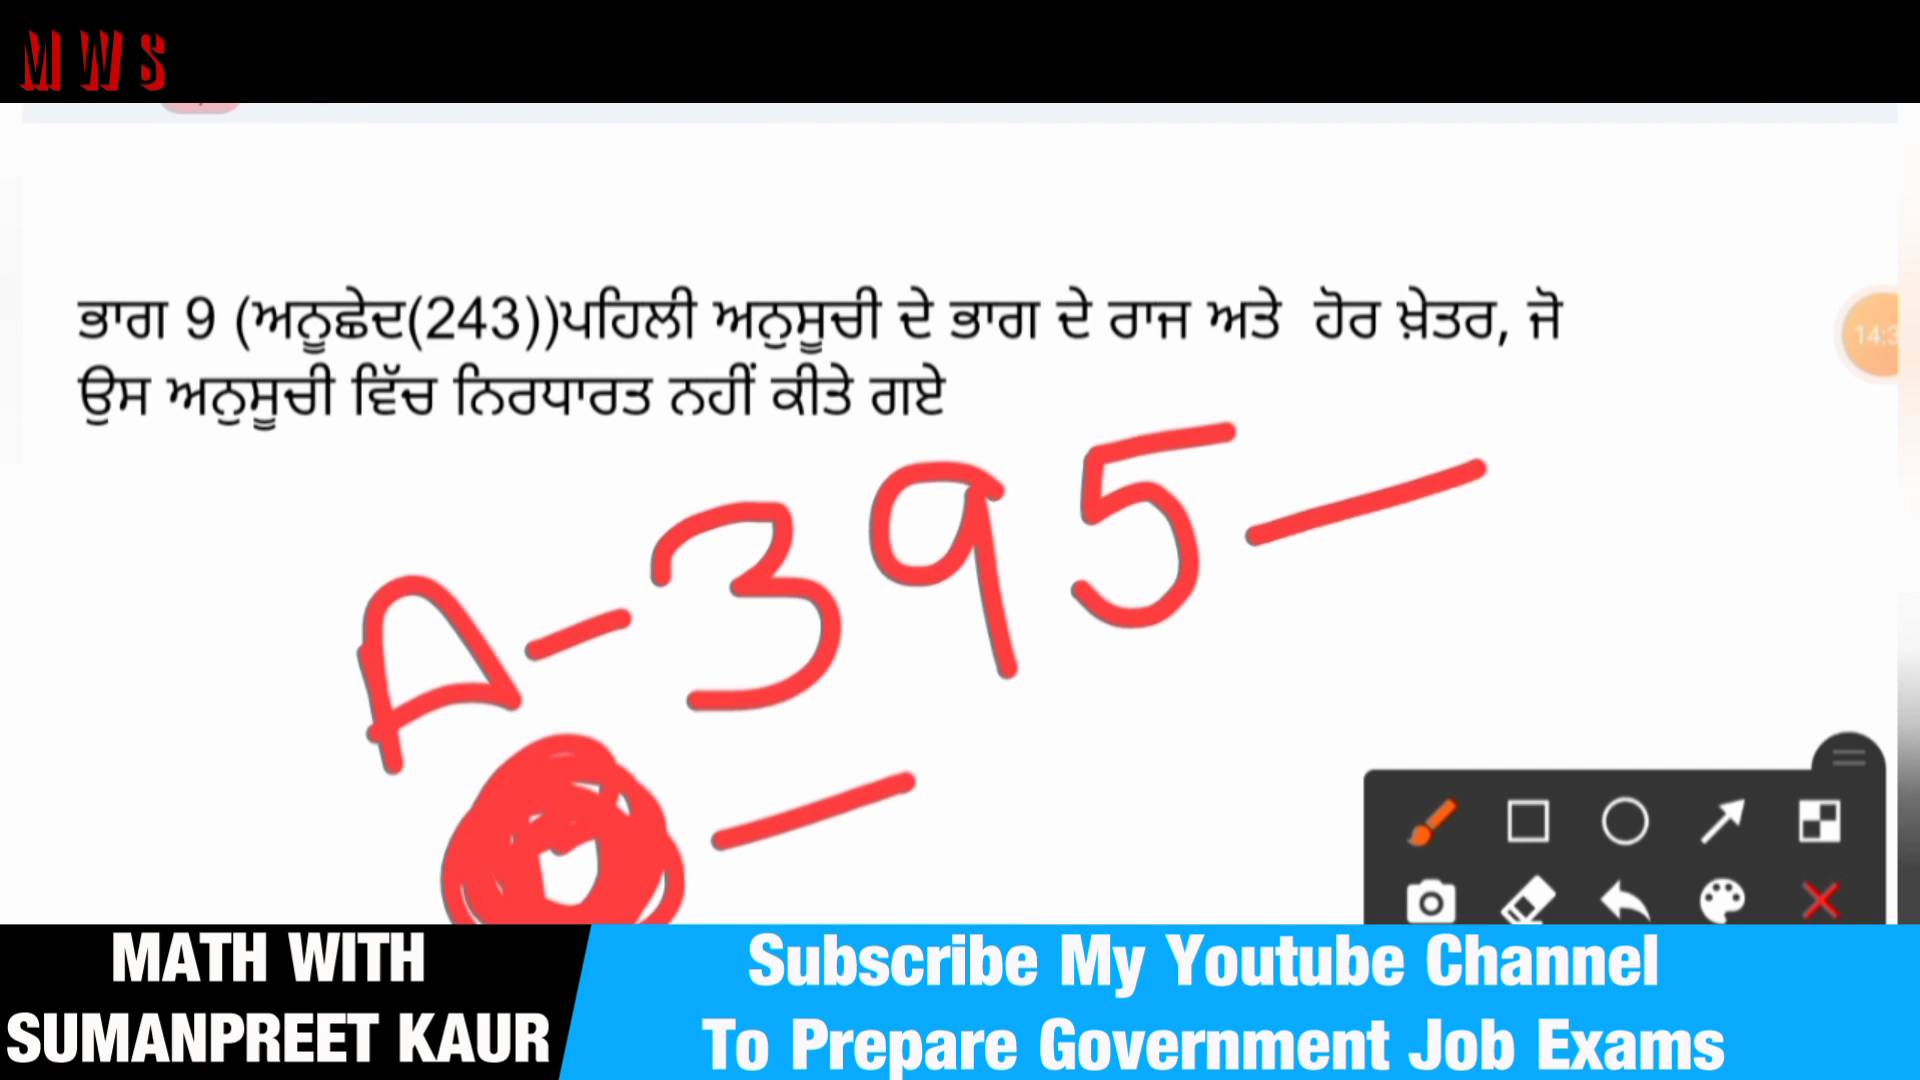 MWS
ਭਾਗ 9 (ਅਨੂਛੇਦ(243))ਪਹਿਲੀ ਅਨੁਸੂਚੀ ਦੇ ਭਾਗ ਦੇ ਰਾਜ ਅਤੇ ਹੋਰ ਖ਼ੇਤਰ, ਜੋ
ਉਸ ਅਨੁਸੂਚੀ ਵਿੱਚ ਨਿਰਧਾਰਤ ਨਹੀਂ ਕੀਤੇ ਗਏ
A-395—
MATH WITH
SUMANPREET KAUR
Subscribe My Youtube Channel
To Prepare Government Job Exams